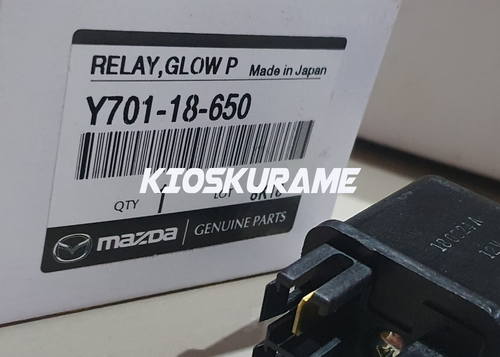 RELAY,GLOW P Made in Japan
Y701-18-650
KIOSKURAME
QTY 1 LOT
mazda GENUINE PARTS